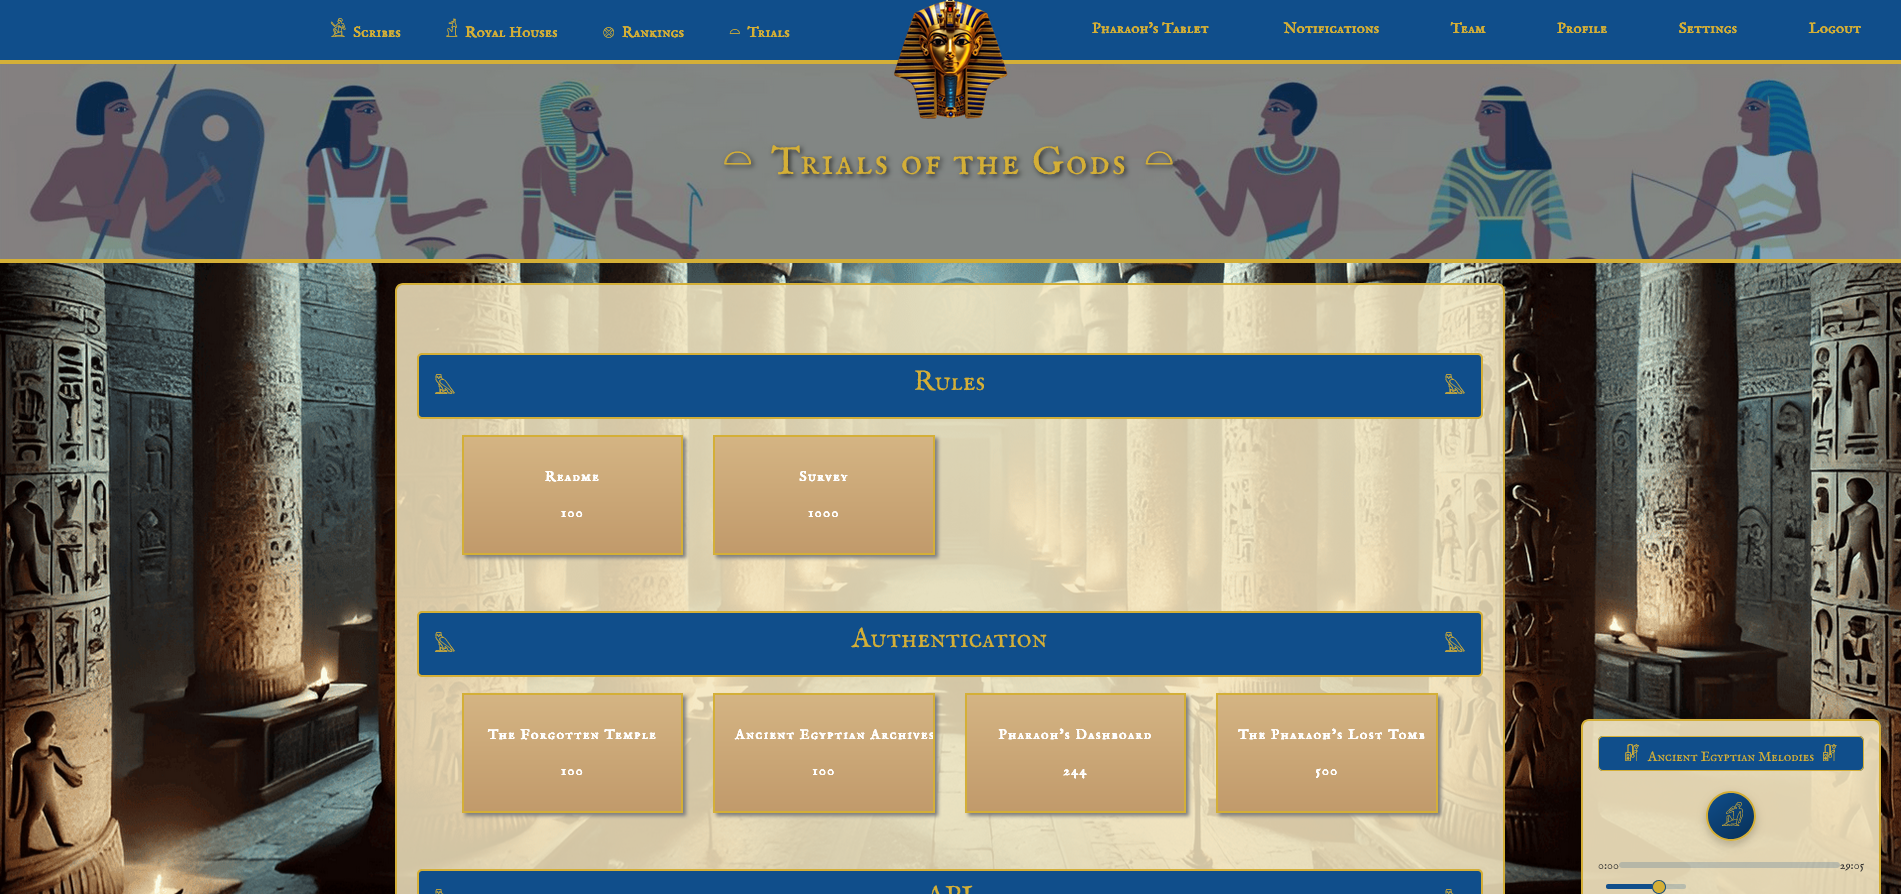 Scribes
Royal Houses
Rankings
Trials
Pharaoh's Tablet
Notifications
Team
Profile
Settings
Logout
Trials of the Gods
Rules
Readme
100
Survey
1000
Authentication
The Forgotten Temple
100
Ancient Egyptian Archives
100
Pharaoh's Dashboard
244
The Pharaoh's Lost Tomb
500
API
Ancient Egyptian Melodies
0:00
29:05